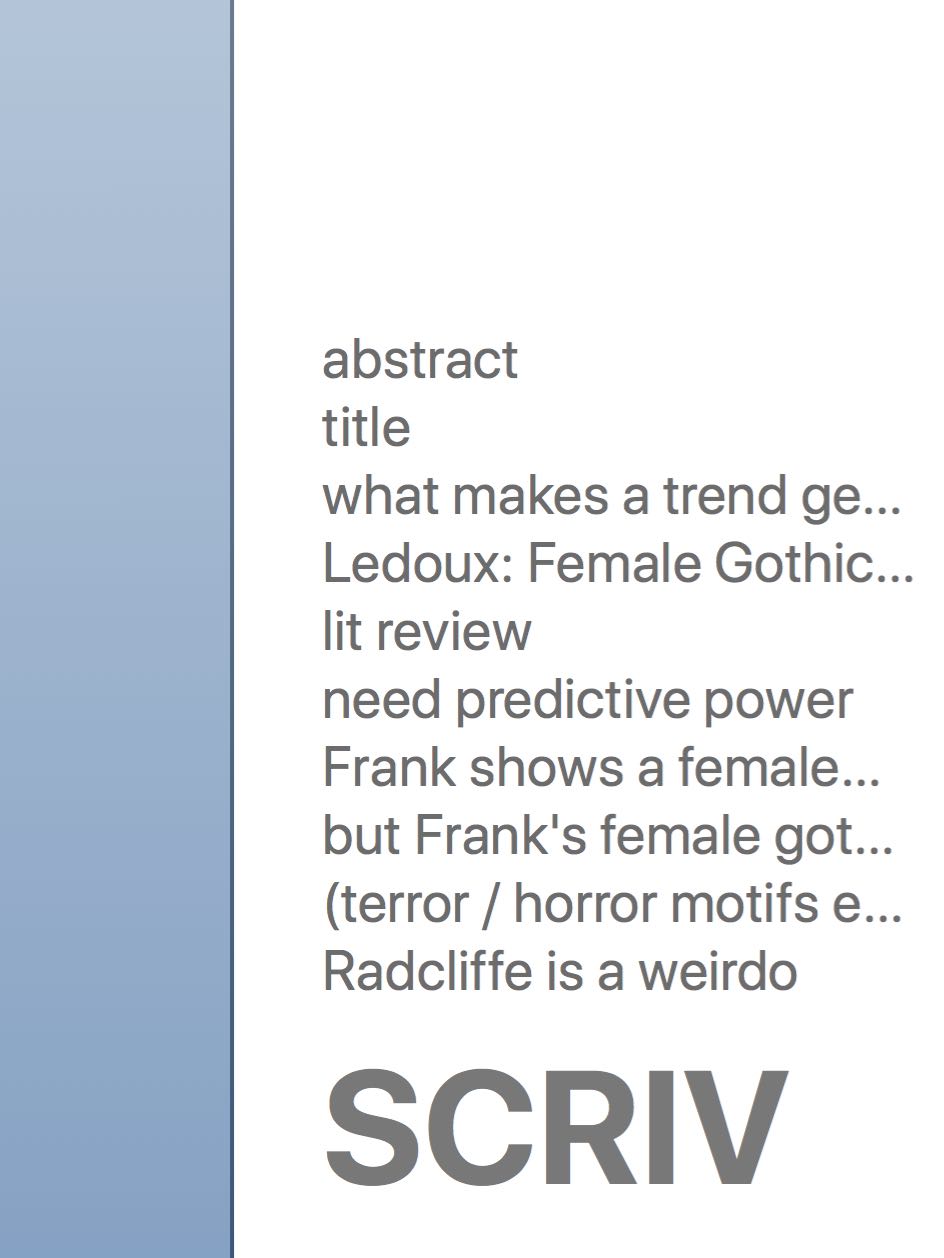 abstract
title
what makes a trend ge...
Ledoux: Female Gothic...
lit review
need predictive power
Frank shows a female...
but Frank's female got...
(terror / horror motifs e...
Radcliffe is a weirdo
SCRIV